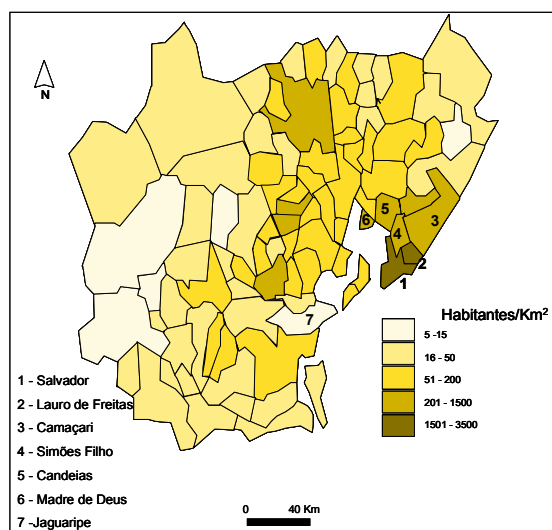 N
5
6
3
4
2
1
7
Habitantes/Km²
5 -15
16 - 50
51 - 200
201 - 1500
1501 - 3500
1 - Salvador
2 - Lauro de Freitas
3 - Camaçari
4 - Simões Filho
5 - Candeias
6 - Madre de Deus
7 -Jaguaripe
0 40 Km